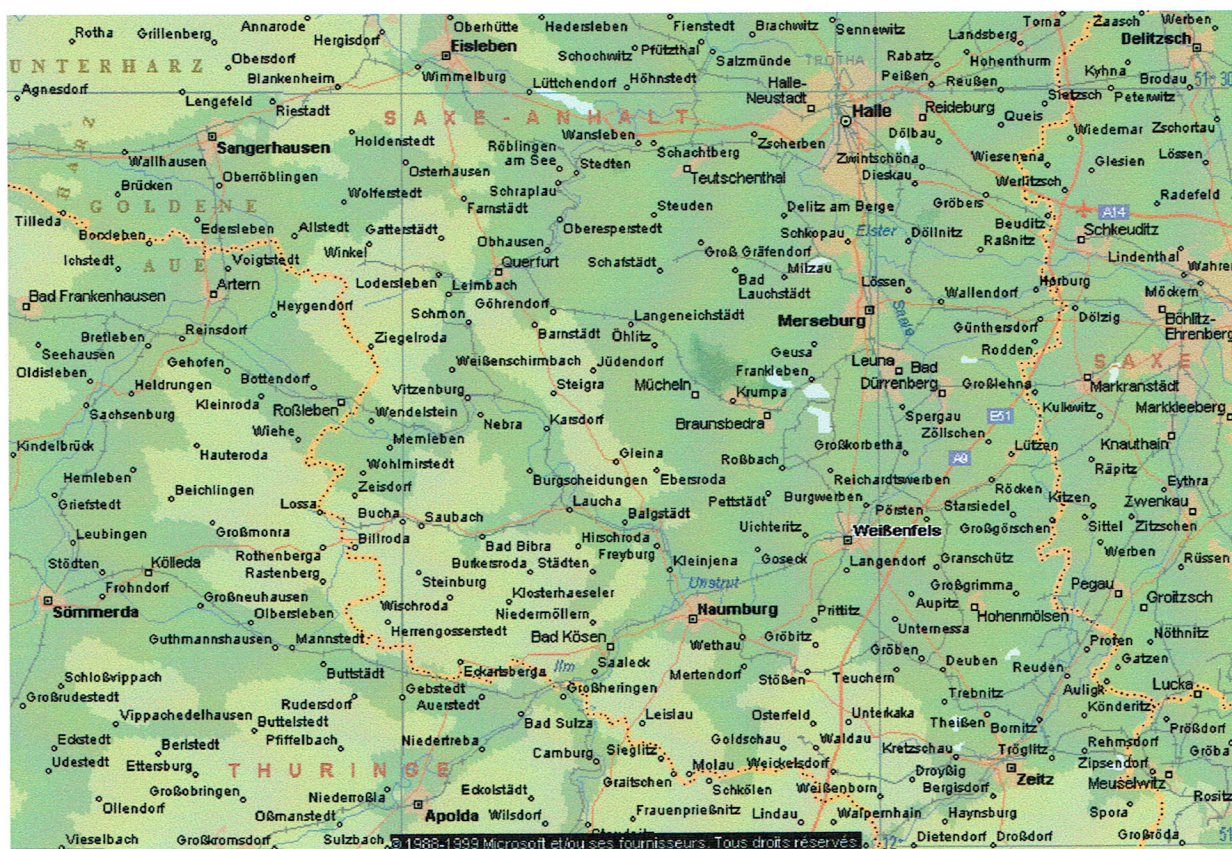 Rotha
Grillenberg
Annarode
Hergisdorf
Oberhütte
Hedersleben
Fienstedt
Brachwitz
Sennewitz
Landsberg
Torna
Zaasch
Werben
Delitzsch
Eisleben
Schochwitz
Pfützthal
Salzmünde
TROTHA
Rabatz
Hohenthurm
Kyhna
Brodau
51° 30
UNTERHARZ
Obersdorf
Blankenheim
Wimmelburg
Lüttchendorf
Höhnstedt
Halle-
Neustadt
Peißen
Reußen
Sietzsch
Peterwitz
Agnesdorf
Lengefeld
Riestadt
SAXE-ANHALT
Halle
Reideburg
Queis
Zschortau
HARZ
Sangerhausen
Holdenstedt
Röblingen
am See
Wansleben
Schachtberg
Zscherben
Dölbau
Wiedemar
Wallhausen
Osterhausen
Stedten
Teutschenthal
Zwintschöna
Dieskau
Wiesenena
Glesien
Lössen
Brücken
Oberröblingen
Wolferstedt
Schraplau
Farnstädt
Werlitzsch
Radefeld
GOLDENE
AUE
Tilleda
Borxleben
Edersleben
Allstedt
Gatterstädt
Winkel
Obhausen
Oberesperstedt
Steuden
Delitz am Berge
Schkopau
Elster
Gröbers
Döllnitz
Beuditz
Raßnitz
A14
Schkeuditz
Ichstedt
Voigtstedt
Lodersleben
Querfurt
Schafstädt
Groß Gräfendorf
Bad
Lauchstädt
Milzau
Lindenthal
Wahren
Bad Frankenhausen
Artern
Heygendorf
Leimbach
Göhrendorf
Lössen
Wallendorf
Horburg
Möckern
Schmon
Barnstädt
Langeneichstädt
Merseburg
Saale
Günthersdorf
Dölzig
Böhlitz-
Ehrenberg
Bretleben
Reinsdorf
Ziegelroda
Öhlitz
Geusa
Rodden
SAXE
Seehausen
Gehofen
Weißenschirmbach
Jüdendorf
Frankleben
Leuna
Bad
Dürrenberg
Großlehna
Markranstädt
Oldisleben
Heldrungen
Bottendorf
Vitzenburg
Steigra
Mücheln
Krumpa
Kleinroda
Roßleben
Sachsenburg
Wendelstein
Nebra
Karsdorf
Braunsbedra
Spergau
E51
Kulkwitz
Markkleeberg
Zöllschen
Wiehe
Memleben
Großkorbetha
Lützen
Knauthain
Kindelbrück
Hauteroda
Wohlmirstedt
Gleina
Roßbach
A9
Räpitz
Hemleben
Burgscheidungen
Ebersroda
Reichardtswerben
Röcken
Eythra
Griefstedt
Beichlingen
Zeisdorf
Laucha
Pettstädt
Burgwerben
Kitzen
Zwenkau
Lossa
Bucha
Saubach
Balgstädt
Pörsten
Starsiedel
Großgörschen
Sittel
Zitzschen
Leubingen
Großmonra
Billroda
Bad Bibra
Hirschroda
Freyburg
Uichteritz
Weißenfels
Werben
Rothenberga
Rastenberg
Burkersroda
Städten
Kleinjena
Goseck
Langendorf
Granschütz
Rüssen
Stödten
Kölleda
Steinburg
Unstrut
Großgrimma
Pegau
Frohndorf
Großneuhausen
Wischroda
Klosterhaeseler
Aupitz
Hohenmölsen
Groitzsch
Sömmerda
Olbersleben
Niedermöllern
Naumburg
Prittitz
Unternessa
Guthmannshausen
Mannstedt
Herrengosserstedt
Bad Kösen
Wethau
Gröbitz
Profen
Nöthnitz
Ilm
Gröben
Deuben
Reuden
Gatzen
Schloßvippach
Buttstädt
Eckartsberga
Saaleck
Mertendorf
Stößen
Teuchern
Großrudestedt
Rudersdorf
Gebstedt
Auerstedt
Großheringen
Trebnitz
Auligk
Lucka
Vippachedelhausen
Buttelstedt
Bad Sulza
Leislau
Osterfeld
Unterkaka
Theißen
Bornitz
Könderitz
Prößdorf
Eckstedt
Berlstedt
Pfiffelbach
Niedertreba
Camburg
Sieglitz
Goldschau
Waldau
Kretzschau
Tröglitz
Rehmsdorf
Gröba
Udestedt
Ettersburg
THURINGE
Molau
Weickelsdorf
Droyßig
Zeitz
Zipsendorf
Großobringen
Niederroßla
Eckolstädt
Graitschen
Schkölen
Weißenborn
Bergisdorf
Meuselwitz
Rositz
Ollendorf
Oßmanstedt
Apolda
Wilsdorf
Frauenprießnitz
Lindau
Walpernhain
Haynsburg
Spora
Vieselbach
Großkromsdorf
Sulzbach
Dietendorf
Droßdorf
Großröda
© 1988-1999 Microsoft et/ou ses fournisseurs. Tous droits réservés.
12°
51